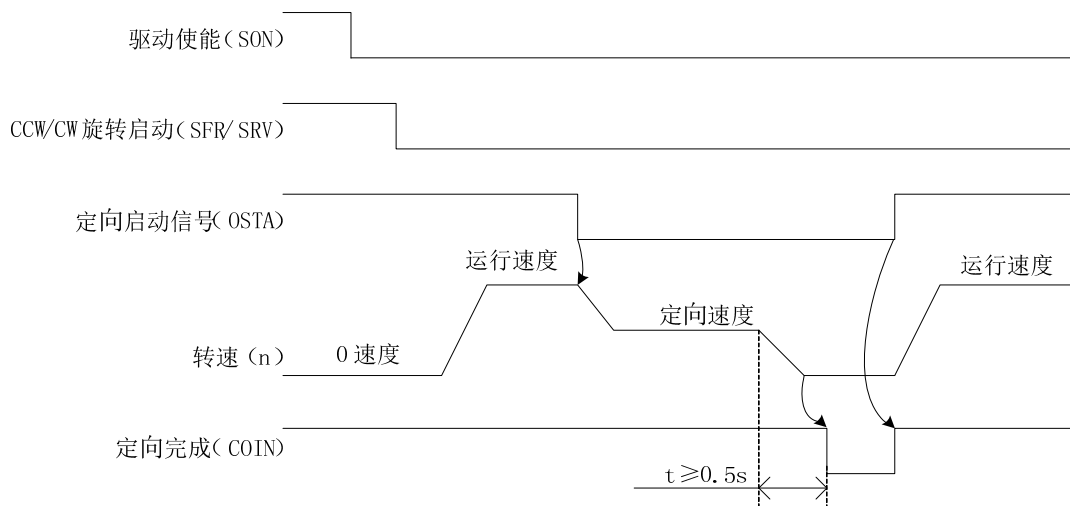 驱动使能(SON)
CCW/CW旋转启动(SFR/SRV)
定向启动信号(OSTA)
运行速度
运行速度
定向速度
转速(n)
0速度
定向完成(COIN)
t≥0.5s